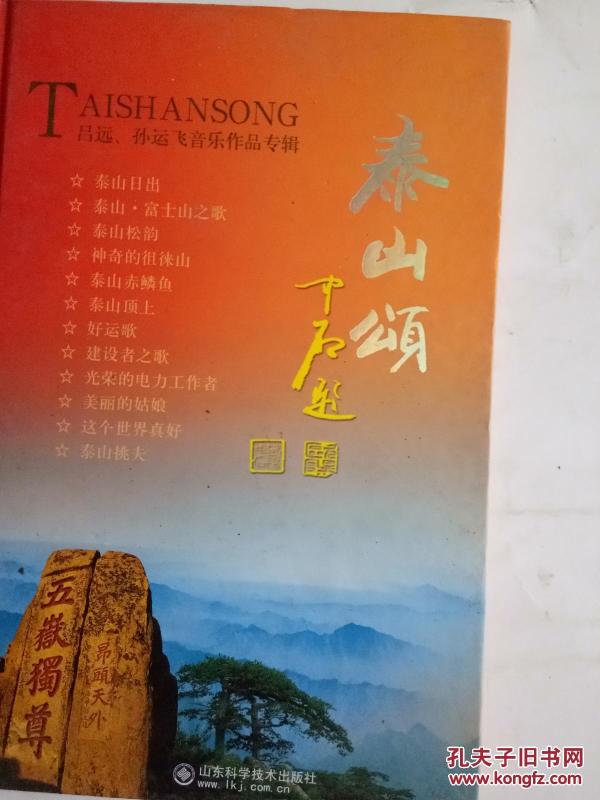 TAISHANSONG
吕远、孙运飞音乐作品专辑
泰山頌
☆ 泰山日出
☆ 泰山·富士山之歌
☆ 泰山松韵
☆ 神奇的徂徕山
☆ 泰山赤鳞鱼
☆ 泰山顶上
☆ 好运歌
☆ 建设者之歌
☆ 光荣的电力工作者
☆ 美丽的姑娘
☆ 这个世界真好
☆ 泰山挑夫
中石题
五嶽獨尊
昂頭天外
山东科学技术出版社
www.lkj.com.cn
孔夫子旧书网
www.kongfz.com